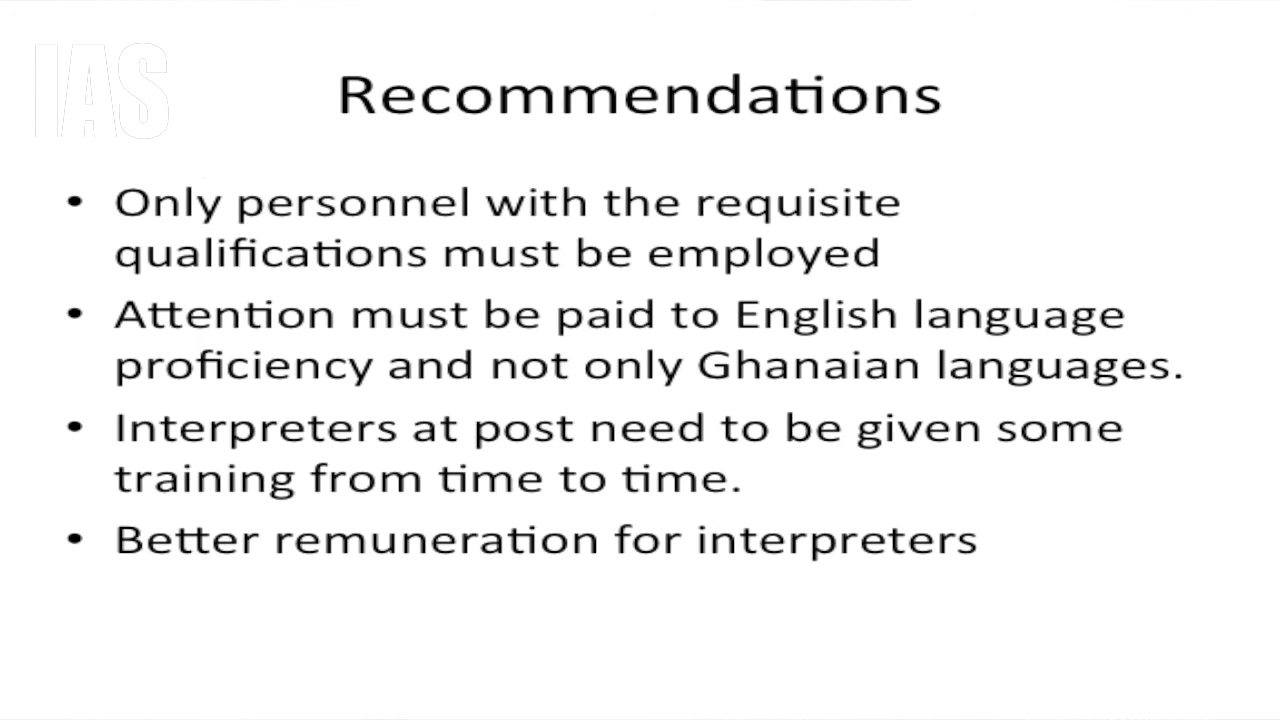 IAS
Recommendations
• Only personnel with the requisite
qualifications must be employed
• Attention must be paid to English language
proficiency and not only Ghanaian languages.
• Interpreters at post need to be given some
training from time to time.
• Better remuneration for interpreters